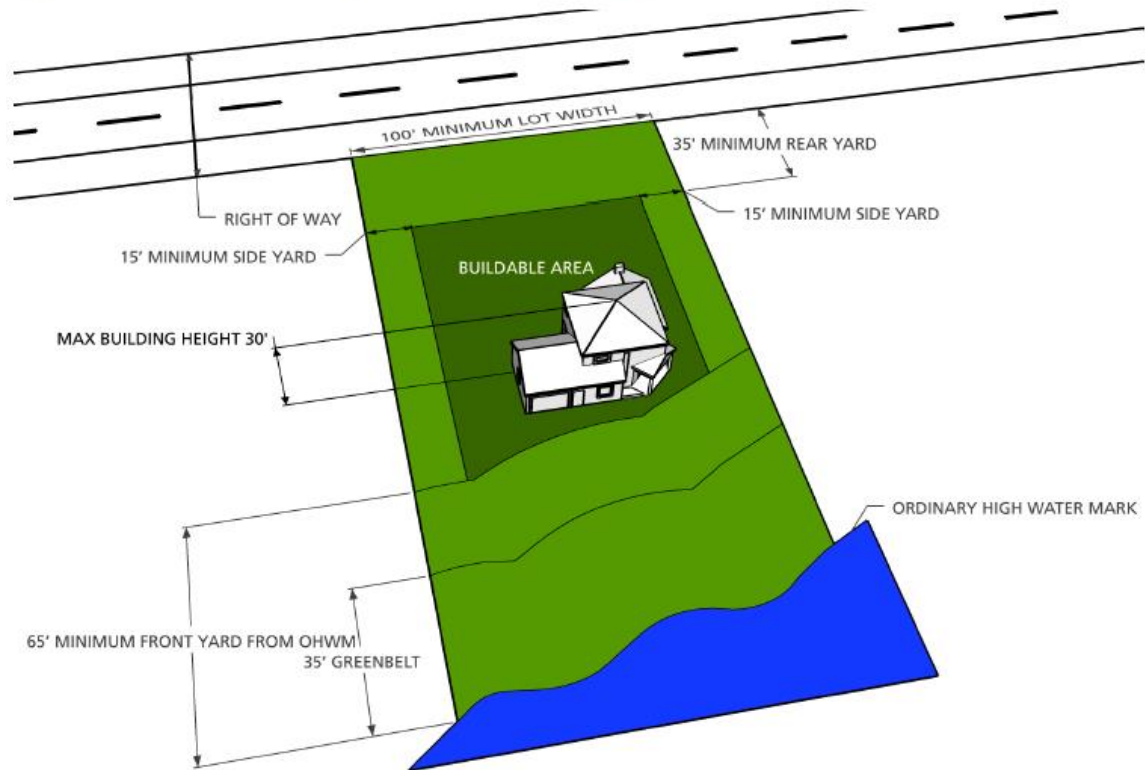 100' MINIMUM LOT WIDTH
35' MINIMUM REAR YARD
RIGHT OF WAY
15' MINIMUM SIDE YARD
15' MINIMUM SIDE YARD
BUILDABLE AREA
MAX BUILDING HEIGHT 30'
ORDINARY HIGH WATER MARK
65' MINIMUM FRONT YARD FROM OHWM
35' GREENBELT